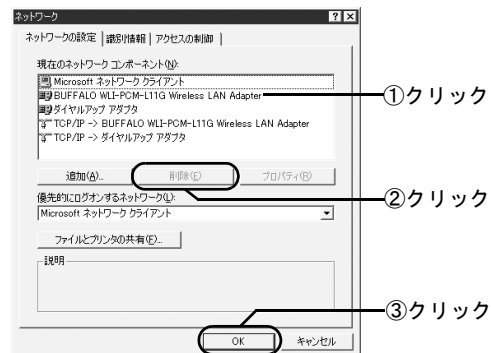 ネットワーク
ネットワークの設定 識別情報 アクセスの制御
現在のネットワーク コンポーネント(N):
Microsoft ネットワーク クライアント
BUFFALO WLI-PCM-L11G Wireless LAN Adapter
①クリック
ダイヤルアップ アダプタ
TCP/IP -> BUFFALO WLI-PCM-L11G Wireless LAN Adapter
TCP/IP -> ダイヤルアップ アダプタ
追加(A)... 削除(E) プロパティ(R)
②クリック
優先的にログオンするネットワーク(L):
Microsoft ネットワーク クライアント
ファイルとプリンタの共有(F)...
説明
③クリック
OK キャンセル